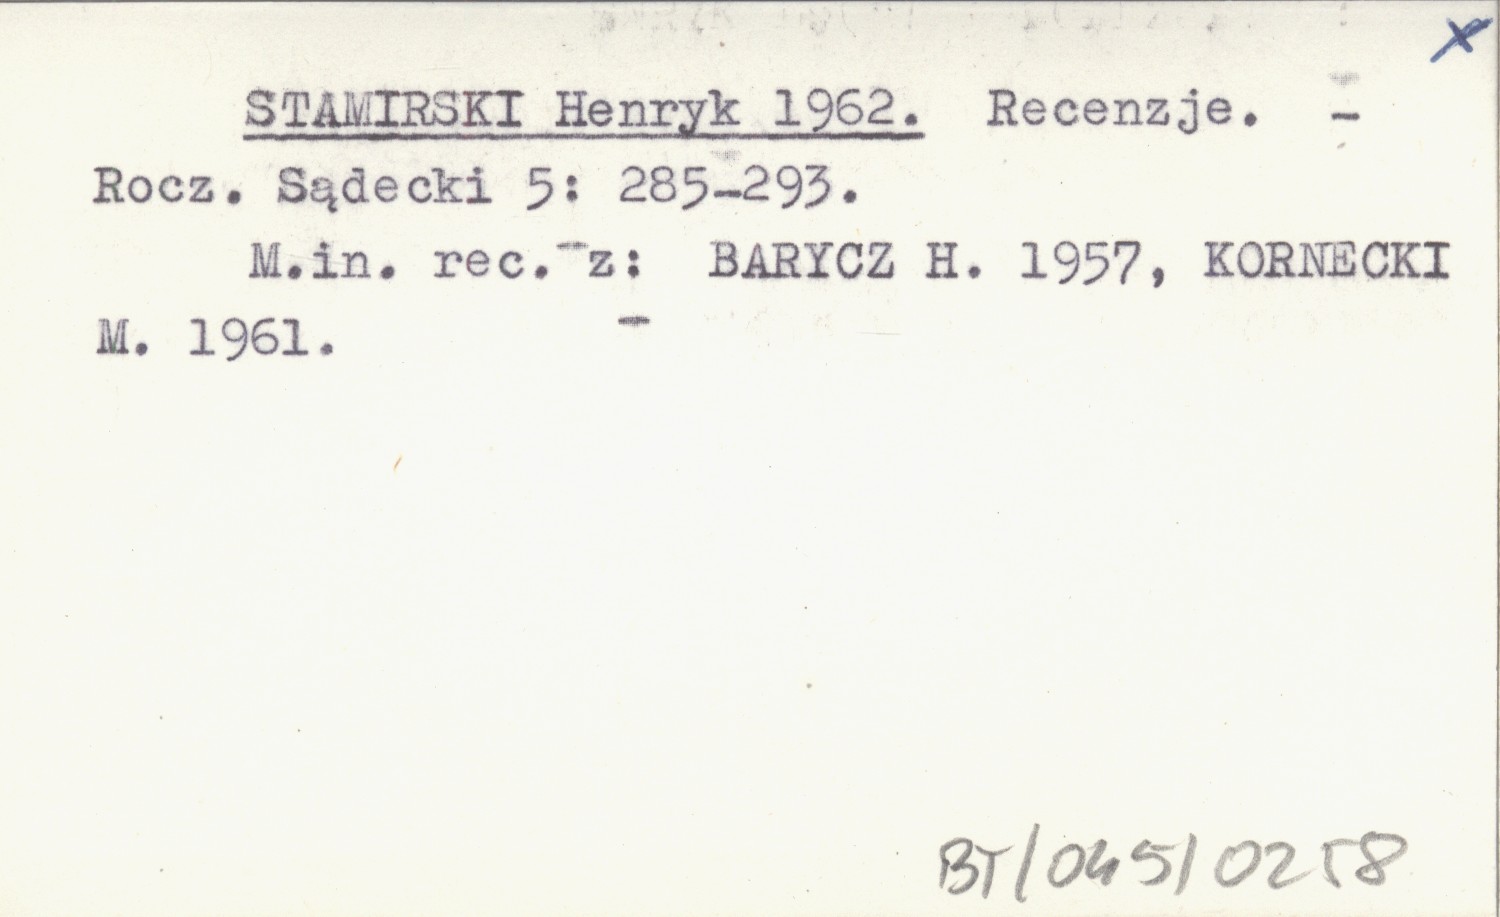 STAMIRSKI Henryk 1962. Recenzje. –
Rocz. Sądecki 5: 285-293.
M.in. rec. z: BARYCZ H. 1957, KORNECKI
M. 1961.
BT/045/0258